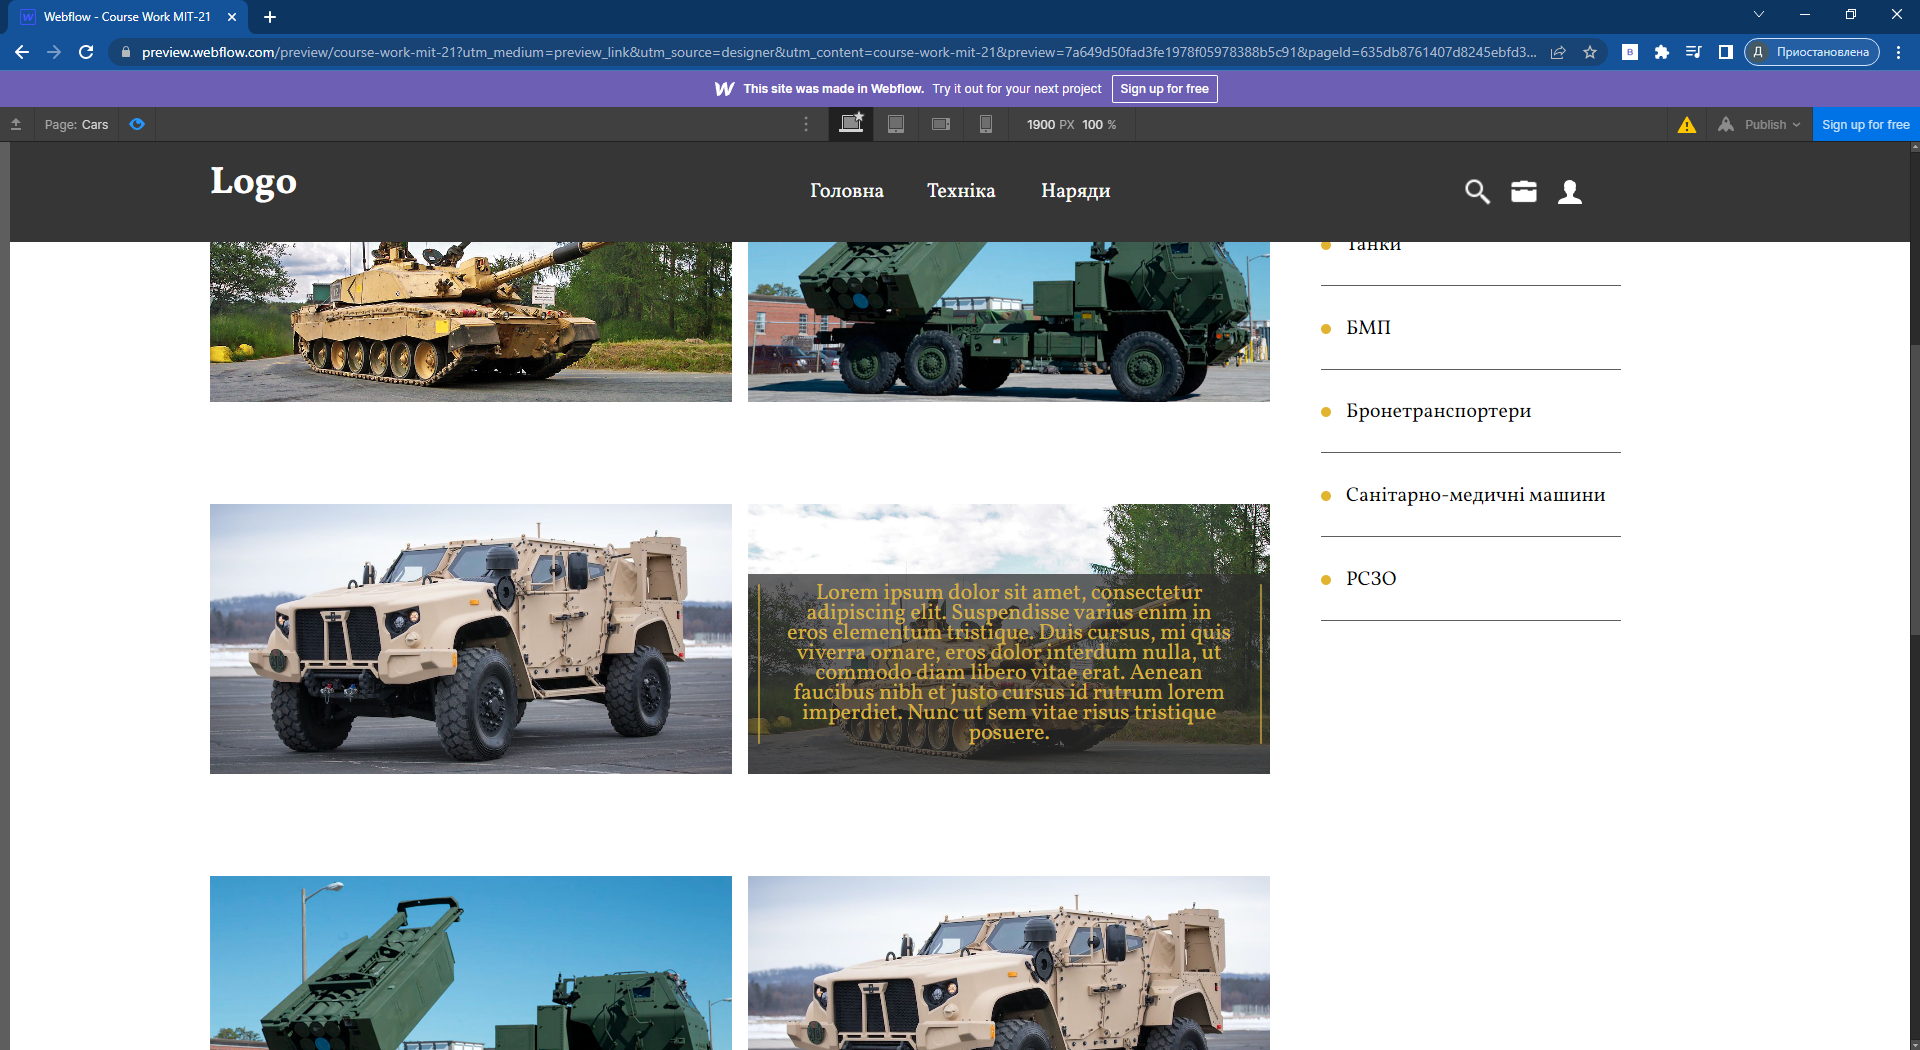 Webflow - Course Work MIT-21
preview.webflow.com/preview/course-work-mit-21?utm_medium=preview_link&utm_source=designer&utm_content=course-work-mit-21&preview=7a649d50fad3fe1978f05978388b5c91&pageId=635db8761407d8245ebfd3...
B
Д Приостановлена
This site was made in Webflow. Try it out for your next project Sign up for free
Page: Cars
1900 PX 100 %
Publish
Sign up for free
Logo
Головна
Техніка
Наряди
Танки
БМП
Бронетранспортери
Санітарно-медичні машини
РСЗО
Lorem ipsum dolor sit amet, consectetur
adipiscing elit. Suspendisse varius enim in
eros elementum tristique. Duis cursus, mi quis
viverra ornare, eros dolor interdum nulla, ut
commodo diam libero vitae erat. Aenean
faucibus nibh et justo cursus id rutrum lorem
imperdiet. Nunc ut sem vitae risus tristique
posuere.